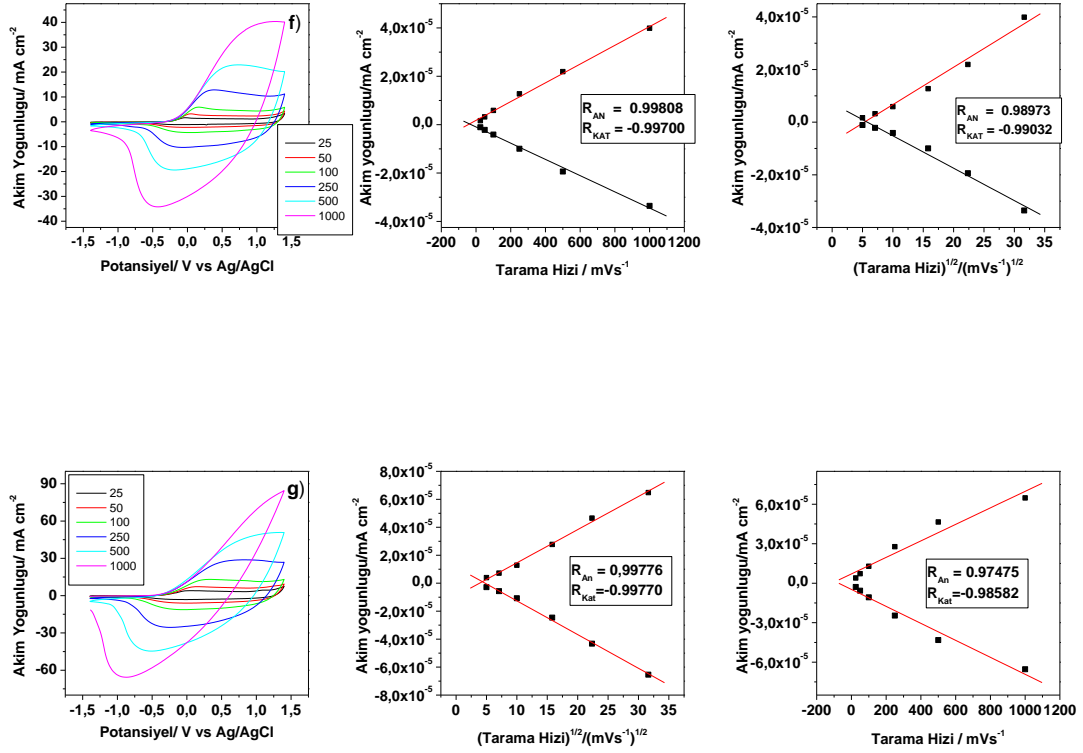 f)
Akim Yogunlugu/ mA cm-2
40
30
20
10
0
-10
-20
-30
-40
25
50
100
250
500
1000
-1,5 -1,0 -0,5 0,0 0,5 1,0 1,5
Potansiyel/ V vs Ag/AgCl
Akim yogunlugu/mA cm-2
4,0x10-5
2,0x10-5
0,0
-2,0x10-5
-4,0x10-5
RAN = 0.99808
RKAT = -0.99700
-200 0 200 400 600 800 1000 1200
Tarama Hizi / mVs-1
Akim yogunlugu/mA cm-2
4,0x10-5
2,0x10-5
0,0
-2,0x10-5
-4,0x10-5
RAN = 0.98973
RKAT = -0.99032
0 5 10 15 20 25 30 35
(Tarama Hizi)1/2/(mVs-1)1/2
g)
Akim Yogunlugu/ mA cm-2
90
60
30
0
-30
-60
25
50
100
250
500
1000
-1,5 -1,0 -0,5 0,0 0,5 1,0 1,5
Potansiyel/ V vs Ag/AgCl
Akim yogunlugu/mA cm-2
8,0x10-5
6,0x10-5
4,0x10-5
2,0x10-5
0,0
-2,0x10-5
-4,0x10-5
-6,0x10-5
-8,0x10-5
RAn = 0,99776
RKat=-0.99770
0 5 10 15 20 25 30 35
(Tarama Hizi)1/2/(mVs-1)1/2
Akim yogunlugu/mA cm-2
6,0x10-5
3,0x10-5
0,0
-3,0x10-5
-6,0x10-5
RAn = 0.97475
RKat =-0.98582
-200 0 200 400 600 800 1000 1200
Tarama Hizi / mVs-1